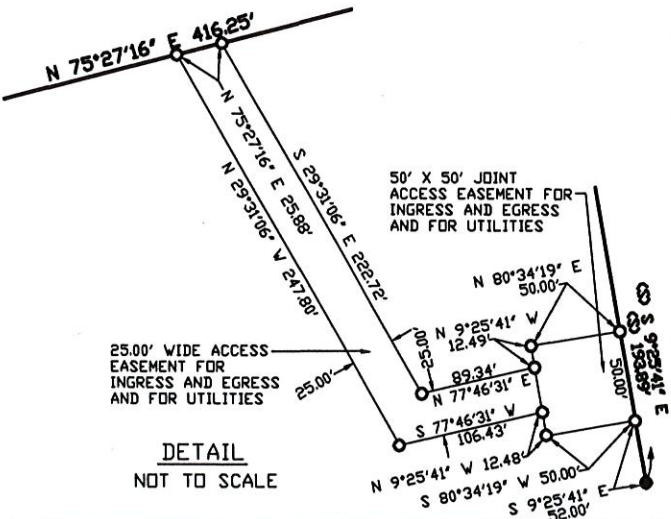 N 75°27'16" E 416.25'
N 75°27'16" E 25.88'
S 29°31'06" E 222.72'
N 29°31'06" W 247.80'
50' X 50' JOINT
ACCESS EASEMENT FOR
INGRESS AND EGRESS
AND FOR UTILITIES
N 80°34'19" E
50.00'
(S) S 9°25'41" E
(S) 193.89'
N 9°25'41" W
12.49'
50.00'
25.00' WIDE ACCESS
EASEMENT FOR
INGRESS AND EGRESS
AND FOR UTILITIES
25.00'
25.00'
89.34'
N 77°46'31" E
S 77°46'31" W
106.43'
DETAIL
NOT TO SCALE
N 9°25'41" W 12.48'
S 80°34'19" W 50.00'
S 9°25'41" E
52.00'